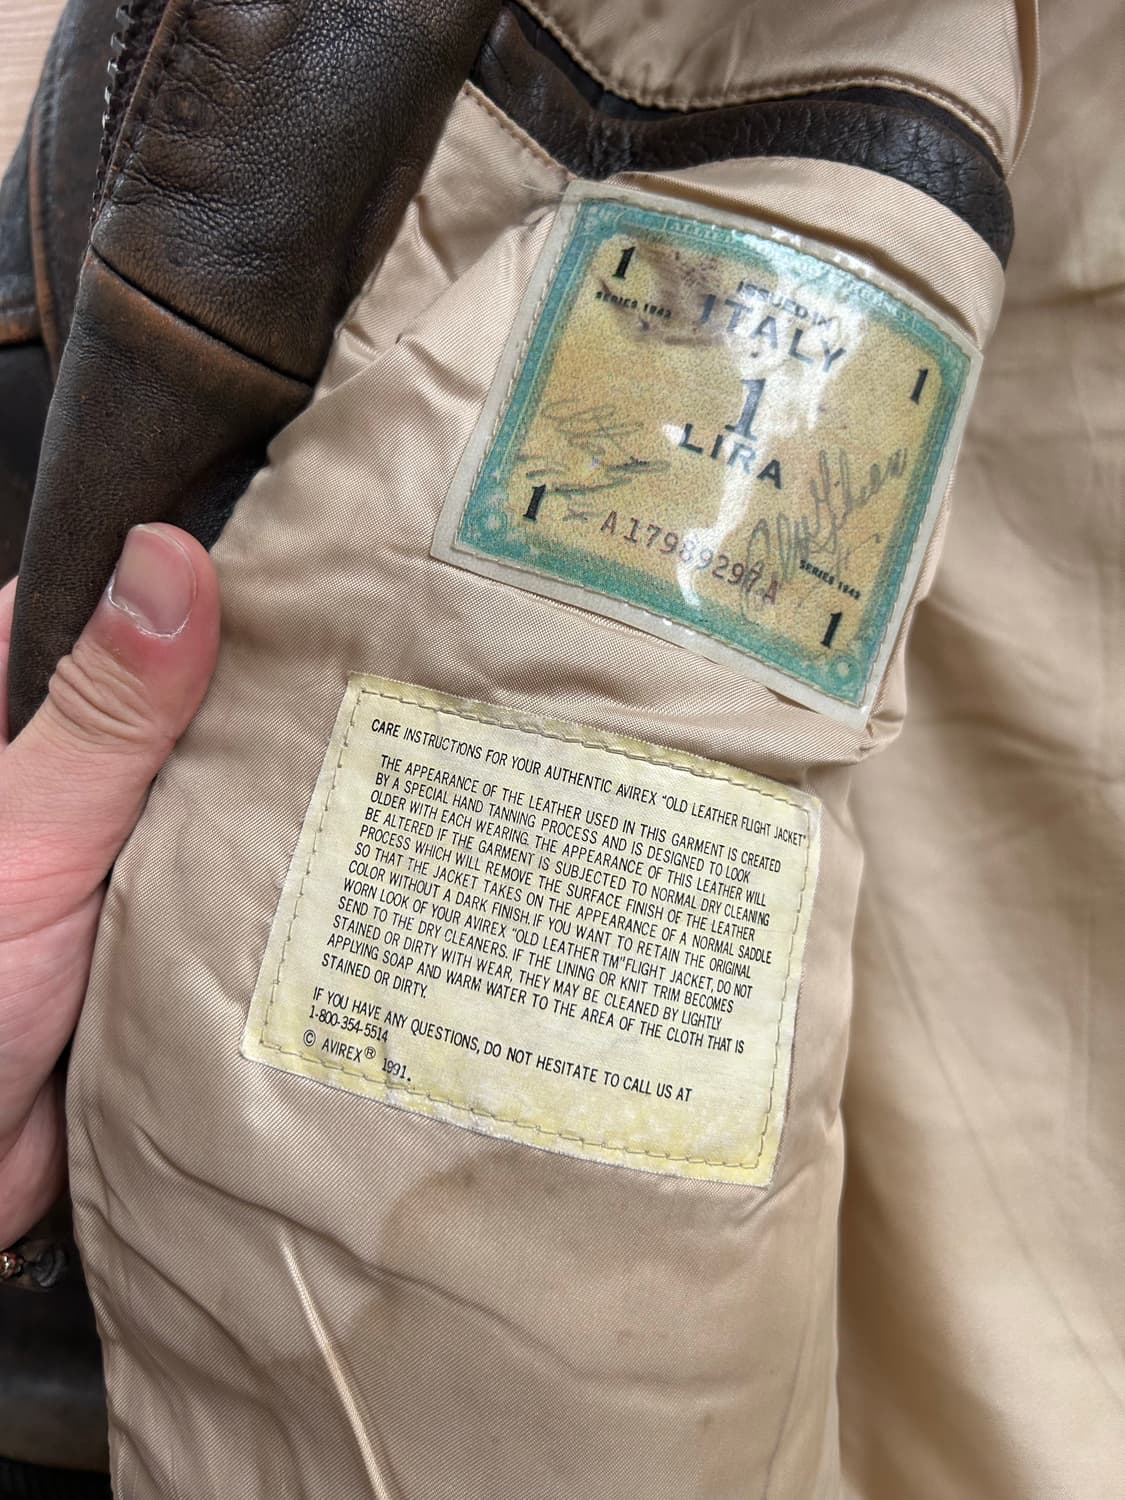 1
ISSUED IN
SERIES 1943
ITALY
1
1
LIRA
1
A17989297A
SERIES 1943
1
CARE INSTRUCTIONS FOR YOUR AUTHENTIC AVIREX "OLD LEATHER FLIGHT JACKET"
THE APPEARANCE OF THE LEATHER USED IN THIS GARMENT IS CREATED
BY A SPECIAL HAND TANNING PROCESS AND IS DESIGNED TO LOOK
OLDER WITH EACH WEARING. THE APPEARANCE OF THIS LEATHER WILL
BE ALTERED IF THE GARMENT IS SUBJECTED TO NORMAL DRY CLEANING
PROCESS WHICH WILL REMOVE THE SURFACE FINISH OF THE LEATHER
SO THAT THE JACKET TAKES ON THE APPEARANCE OF A NORMAL SADDLE
COLOR WITHOUT A DARK FINISH. IF YOU WANT TO RETAIN THE ORIGINAL
WORN LOOK OF YOUR AVIREX "OLD LEATHER TM" FLIGHT JACKET, DO NOT
SEND TO THE DRY CLEANERS. IF THE LINING OR KNIT TRIM BECOMES
STAINED OR DIRTY WITH WEAR, THEY MAY BE CLEANED BY LIGHTLY
APPLYING SOAP AND WARM WATER TO THE AREA OF THE CLOTH THAT IS
STAINED OR DIRTY.
IF YOU HAVE ANY QUESTIONS, DO NOT HESITATE TO CALL US AT
1-800-354-5514
© AVIREX® 1991.